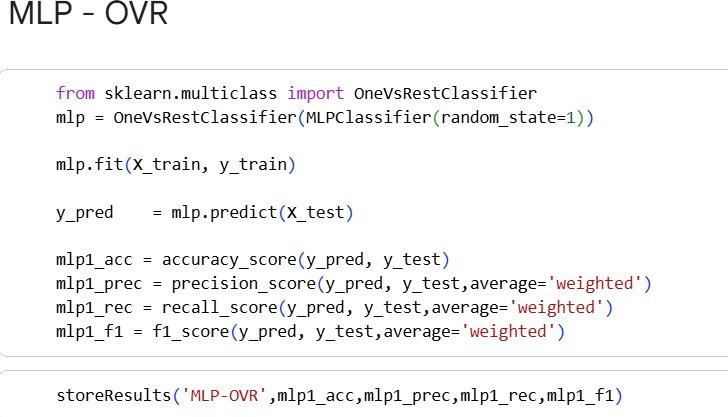 MLP - OVR
from sklearn.multiclass import OneVsRestClassifier
mlp = OneVsRestClassifier(MLPClassifier(random_state=1))
mlp.fit(X_train, y_train)
y_pred    = mlp.predict(X_test)
mlp1_acc = accuracy_score(y_pred, y_test)
mlp1_prec = precision_score(y_pred, y_test,average='weighted')
mlp1_rec = recall_score(y_pred, y_test,average='weighted')
mlp1_f1 = f1_score(y_pred, y_test,average='weighted')
storeResults('MLP-OVR',mlp1_acc,mlp1_prec,mlp1_rec,mlp1_f1)